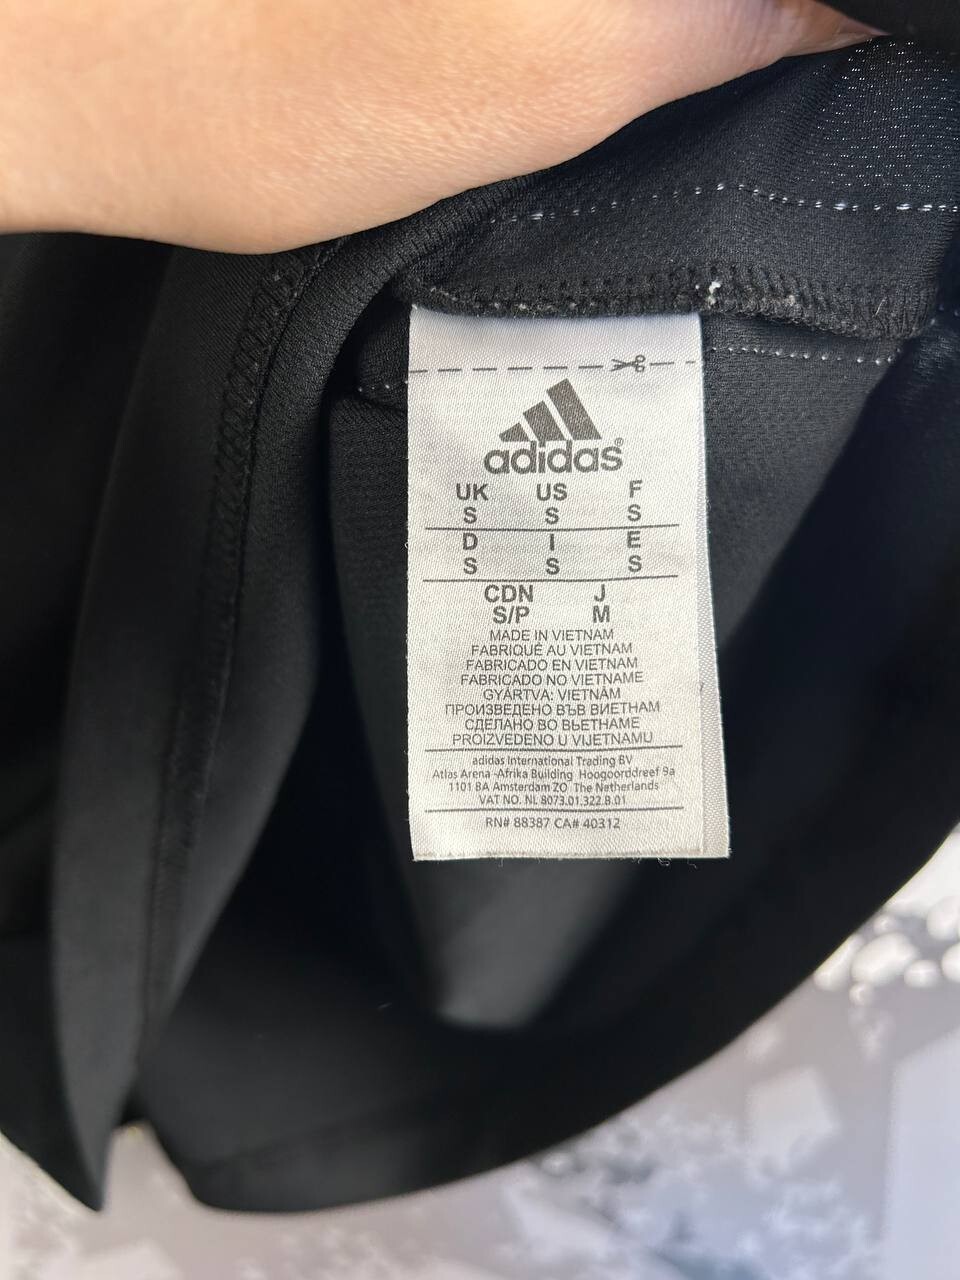 adidas®
UK US F
S S S
D I E
S S S
CDN J
S/P M
MADE IN VIETNAM
FABRIQUÉ AU VIETNAM
FABRICADO EN VIETNAM
FABRICADO NO VIETNAME
GYÁRTVA: VIETNÁM
ПРОИЗВЕДЕНО ВЪВ ВИЕТНАМ
СДЕЛАНО ВО ВЬЕТНАМЕ
PROIZVEDENO U VIJETNAMU
adidas International Trading BV
Atlas Arena -Afrika Building Hoogoorddreef 9a
1101 BA Amsterdam ZO The Netherlands
VAT NO. NL 8073.01.322.B.01
RN# 88387 CA# 40312